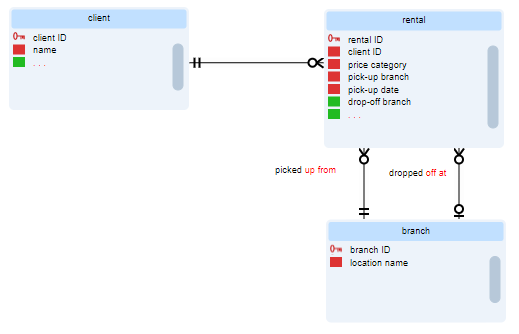 client
client ID
name
. . .
rental
rental ID
client ID
price category
pick-up branch
pick-up date
drop-off branch
. . .
picked up from
dropped off at
branch
branch ID
location name